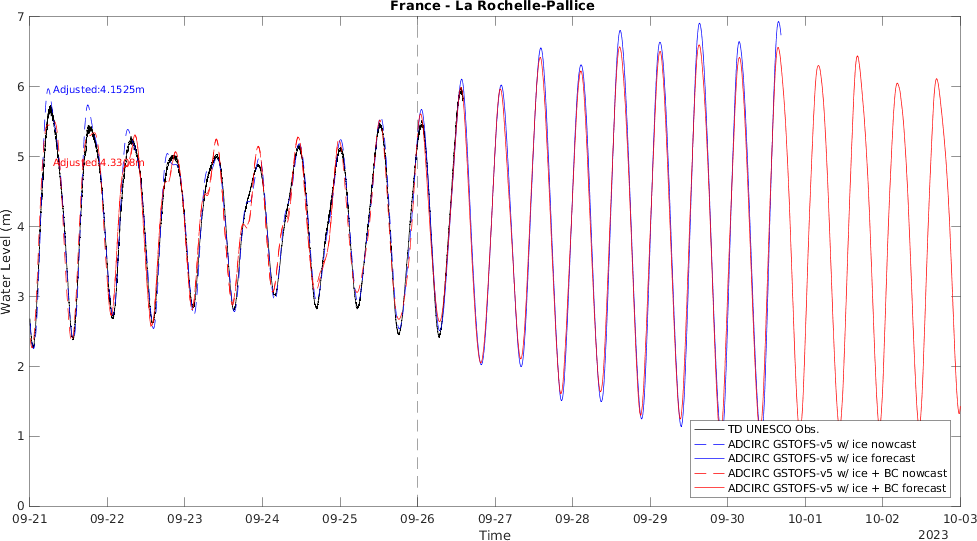 France - La Rochelle-Pallice
7
6
5
4
3
2
1
0
Water Level (m)
Adjusted:4.1525m
Adjusted:4.3368m
TD UNESCO Obs.
ADCIRC GSTOFS-v5 w/ ice nowcast
ADCIRC GSTOFS-v5 w/ ice forecast
ADCIRC GSTOFS-v5 w/ ice + BC nowcast
ADCIRC GSTOFS-v5 w/ ice + BC forecast
09-21 09-22 09-23 09-24 09-25 09-26 09-27 09-28 09-29 09-30 10-01 10-02 10-03
Time
2023